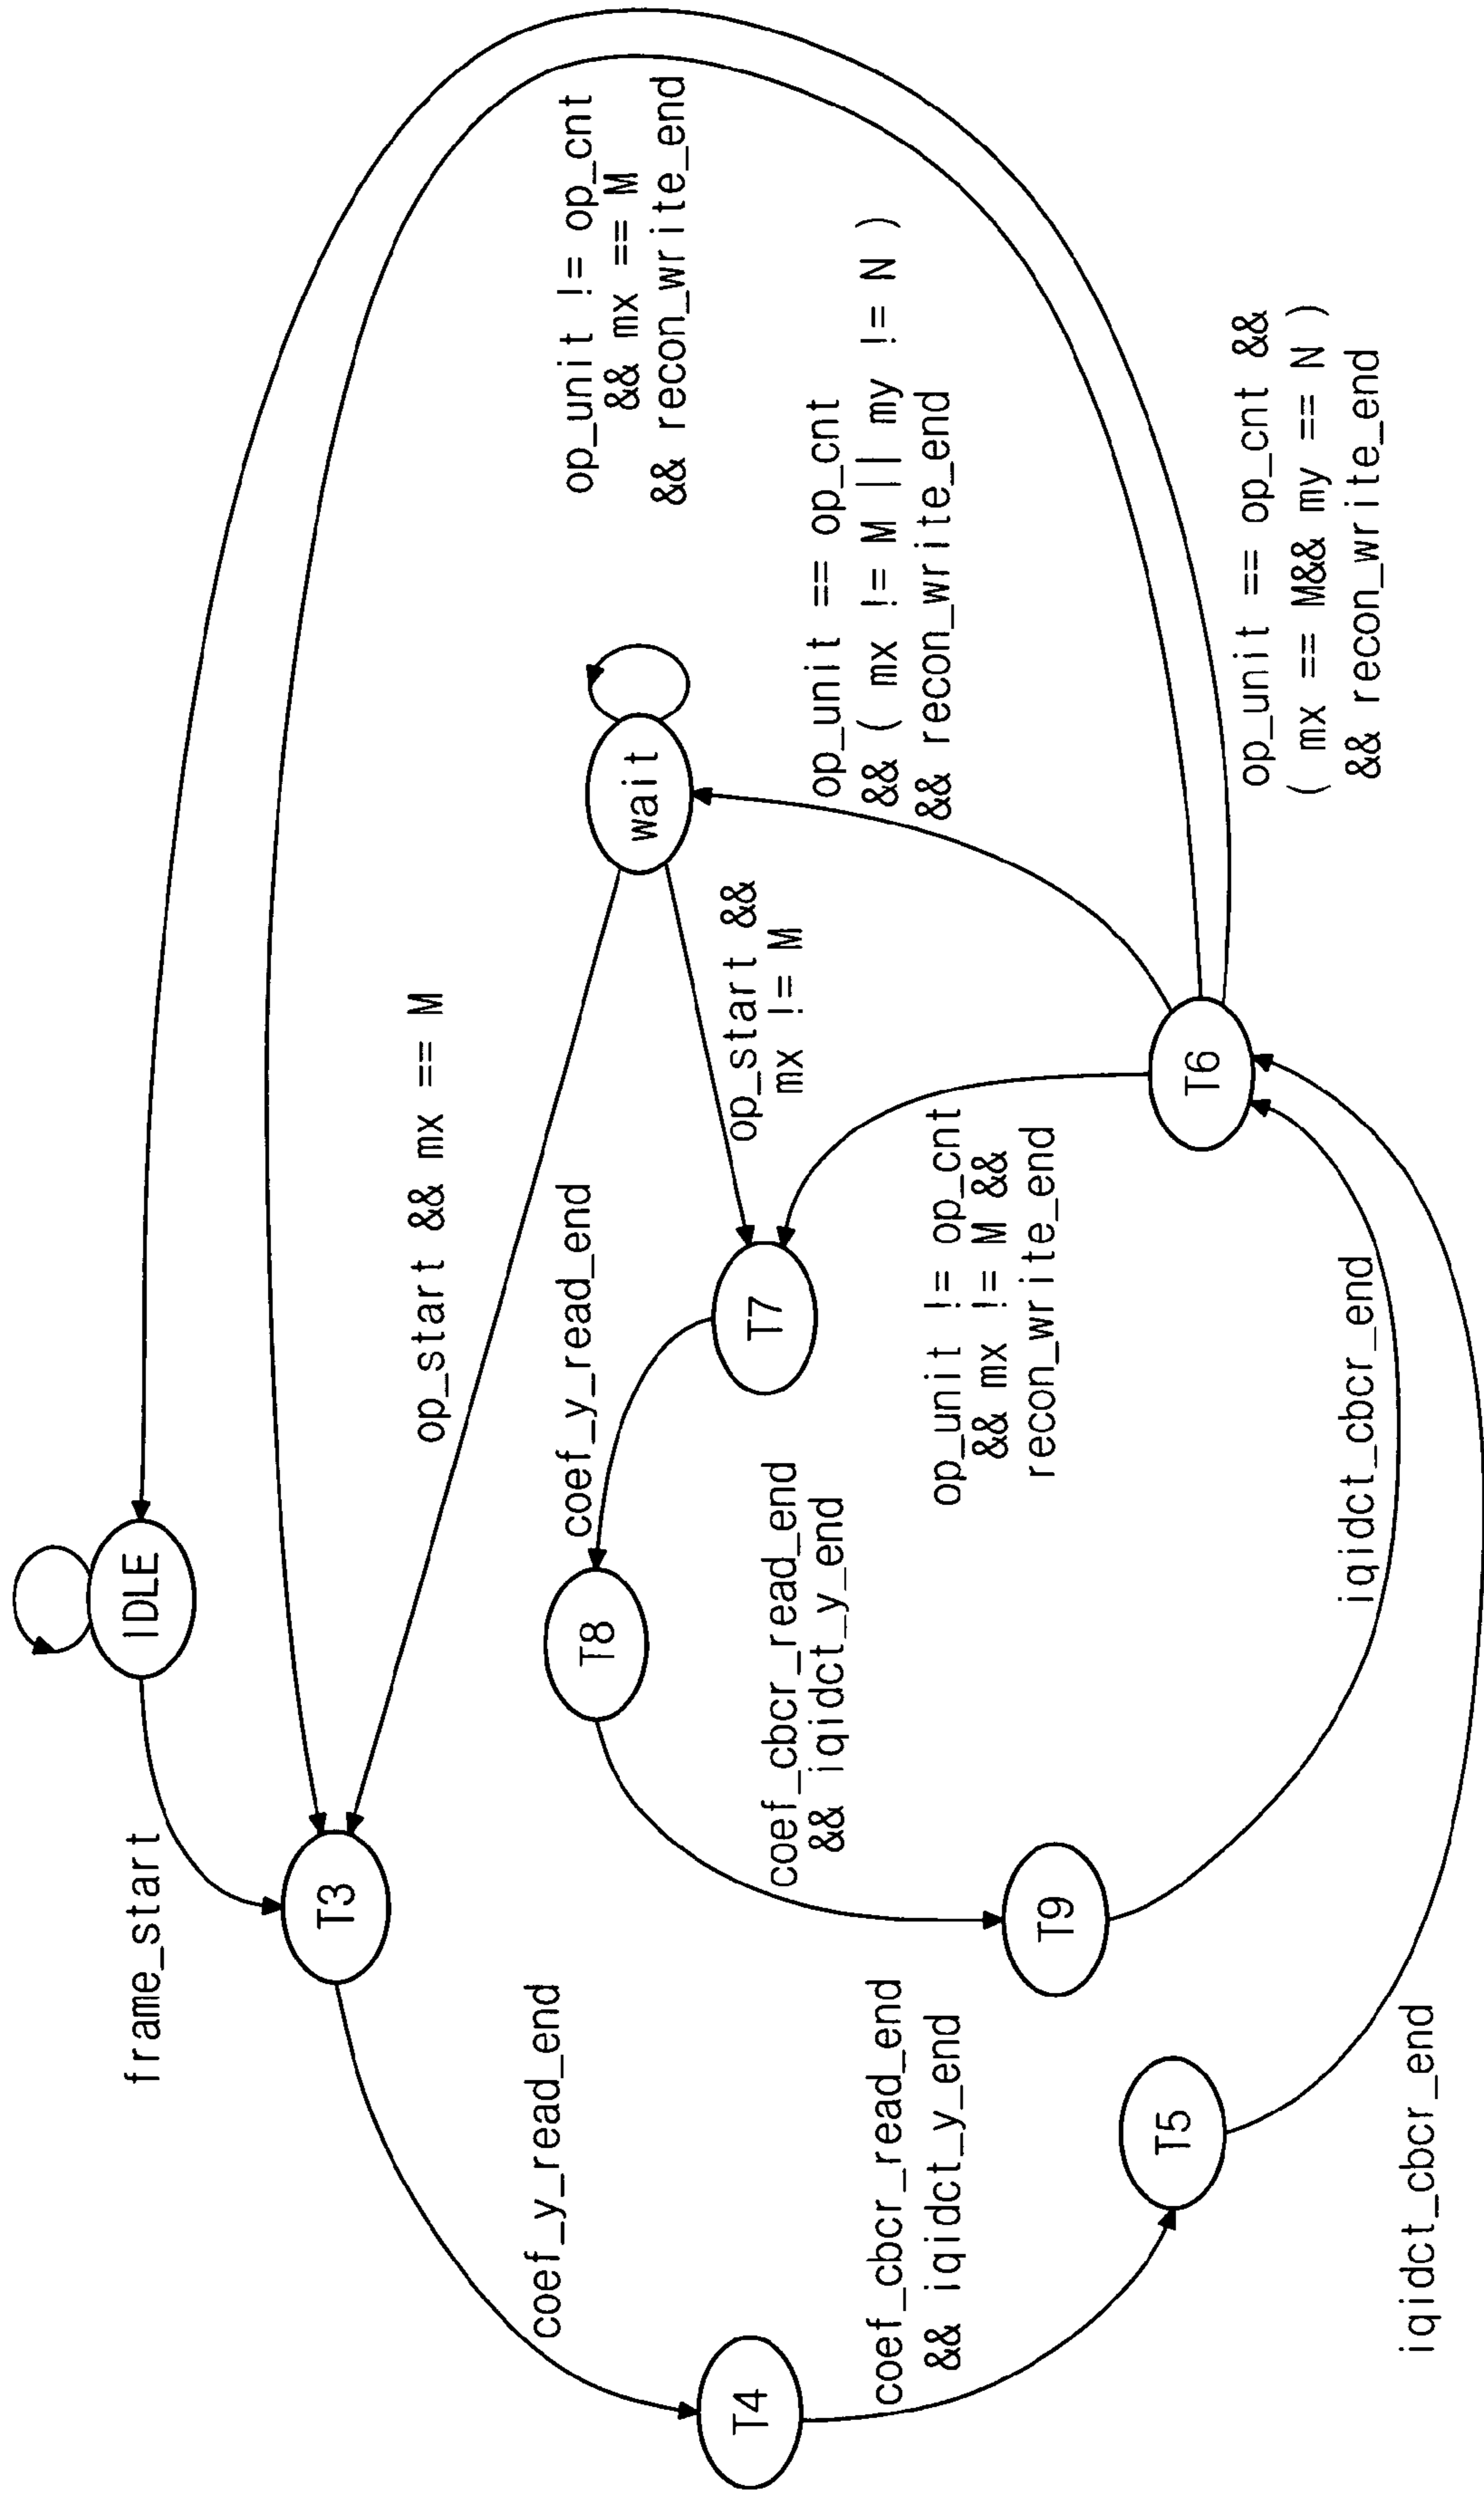 frame_start
IDLE
T3
op_start && mx == M
coef_y_read_end
coef_y_read_end
op_unit != op_cnt
&& mx == M
&& recon_write_end
T8
wait
op_start &&
mx != M
T4
T7
coef_cbcr_read_end
&& iqidct_y_end
op_unit == op_cnt
&& ( mx != M || my != N )
&& recon_write_end
coef_cbcr_read_end
&& iqidct_y_end
op_unit != op_cnt
&& mx != M &&
recon_write_end
T9
T5
T6
op_unit == op_cnt &&
( mx == M&& my == N )
&& recon_write_end
iqidct_cbcr_end
iqidct_cbcr_end